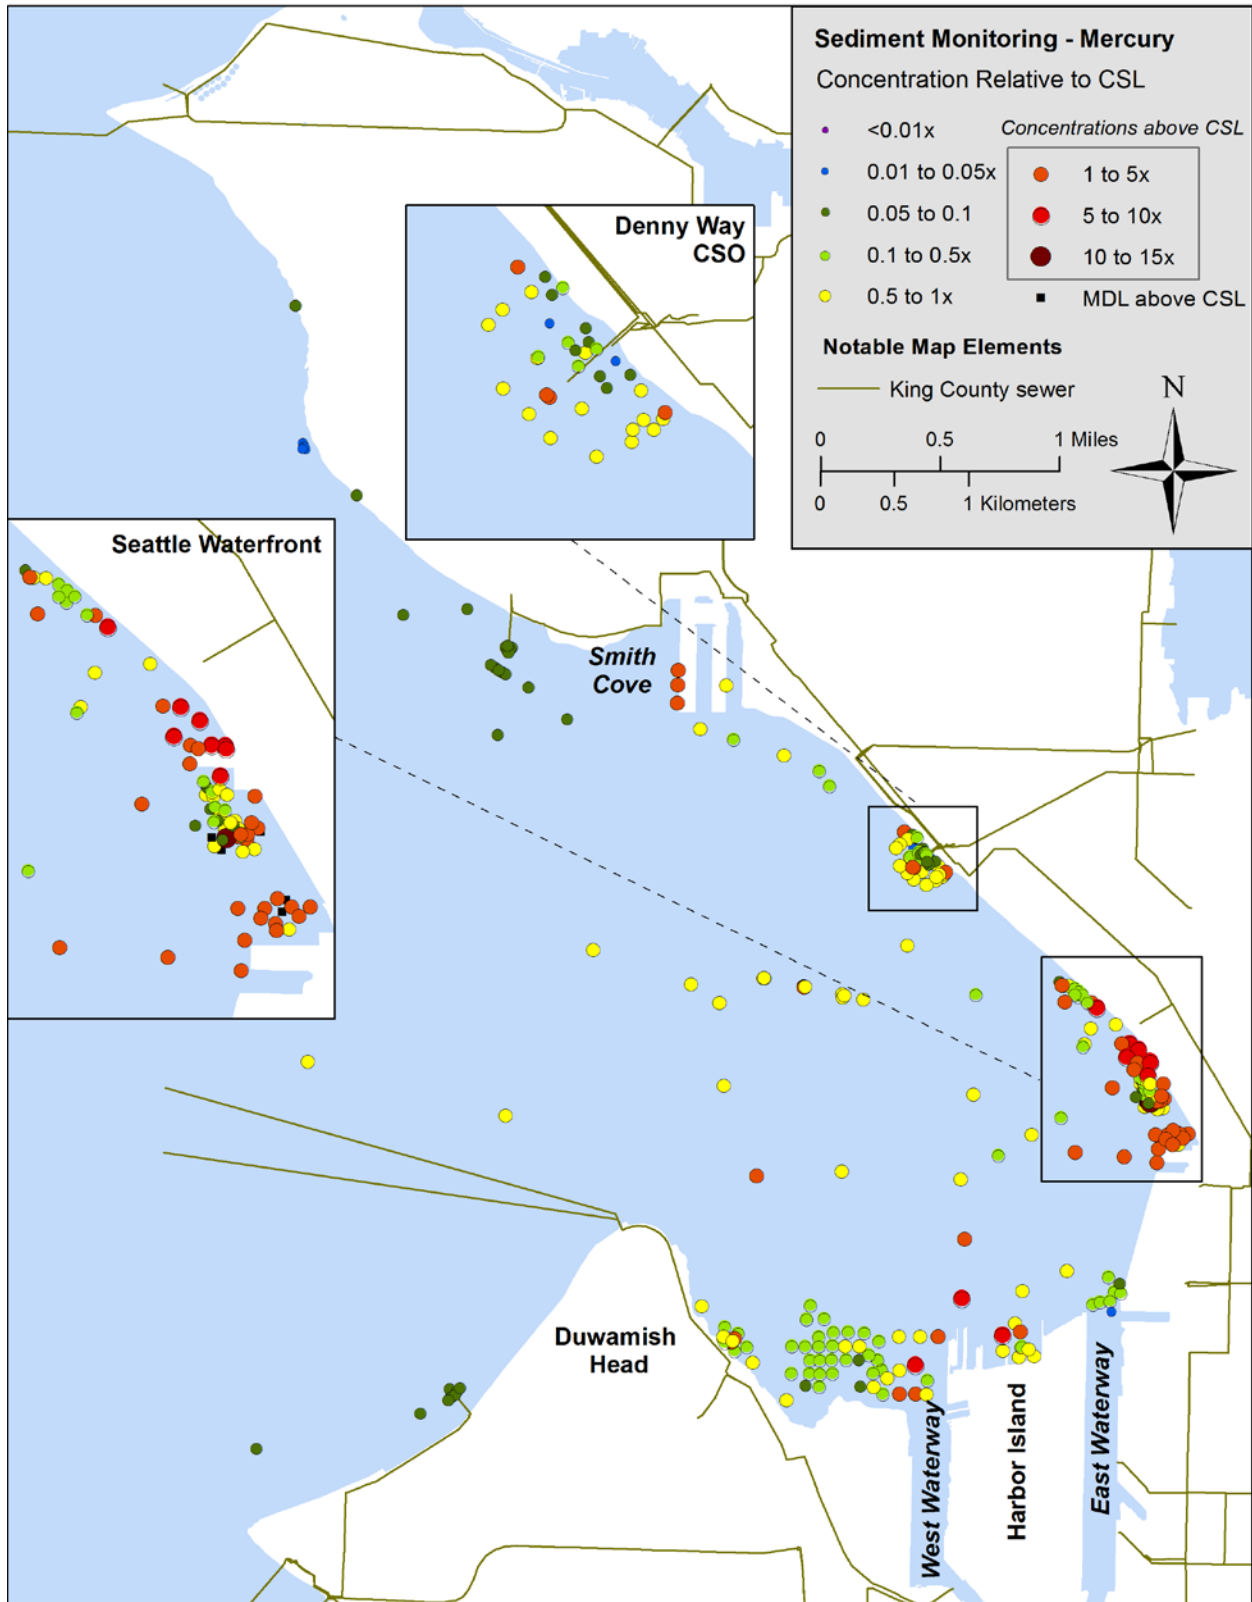 Sediment Monitoring - Mercury
Concentration Relative to CSL
<0.01x
Concentrations above CSL
0.01 to 0.05x
1 to 5x
0.05 to 0.1
5 to 10x
0.1 to 0.5x
10 to 15x
0.5 to 1x
MDL above CSL
Notable Map Elements
King County sewer
N
0 0.5 1 Miles
0 0.5 1 Kilometers
Denny Way
CSO
Seattle Waterfront
Smith
Cove
Duwamish
Head
West Waterway
Harbor Island
East Waterway